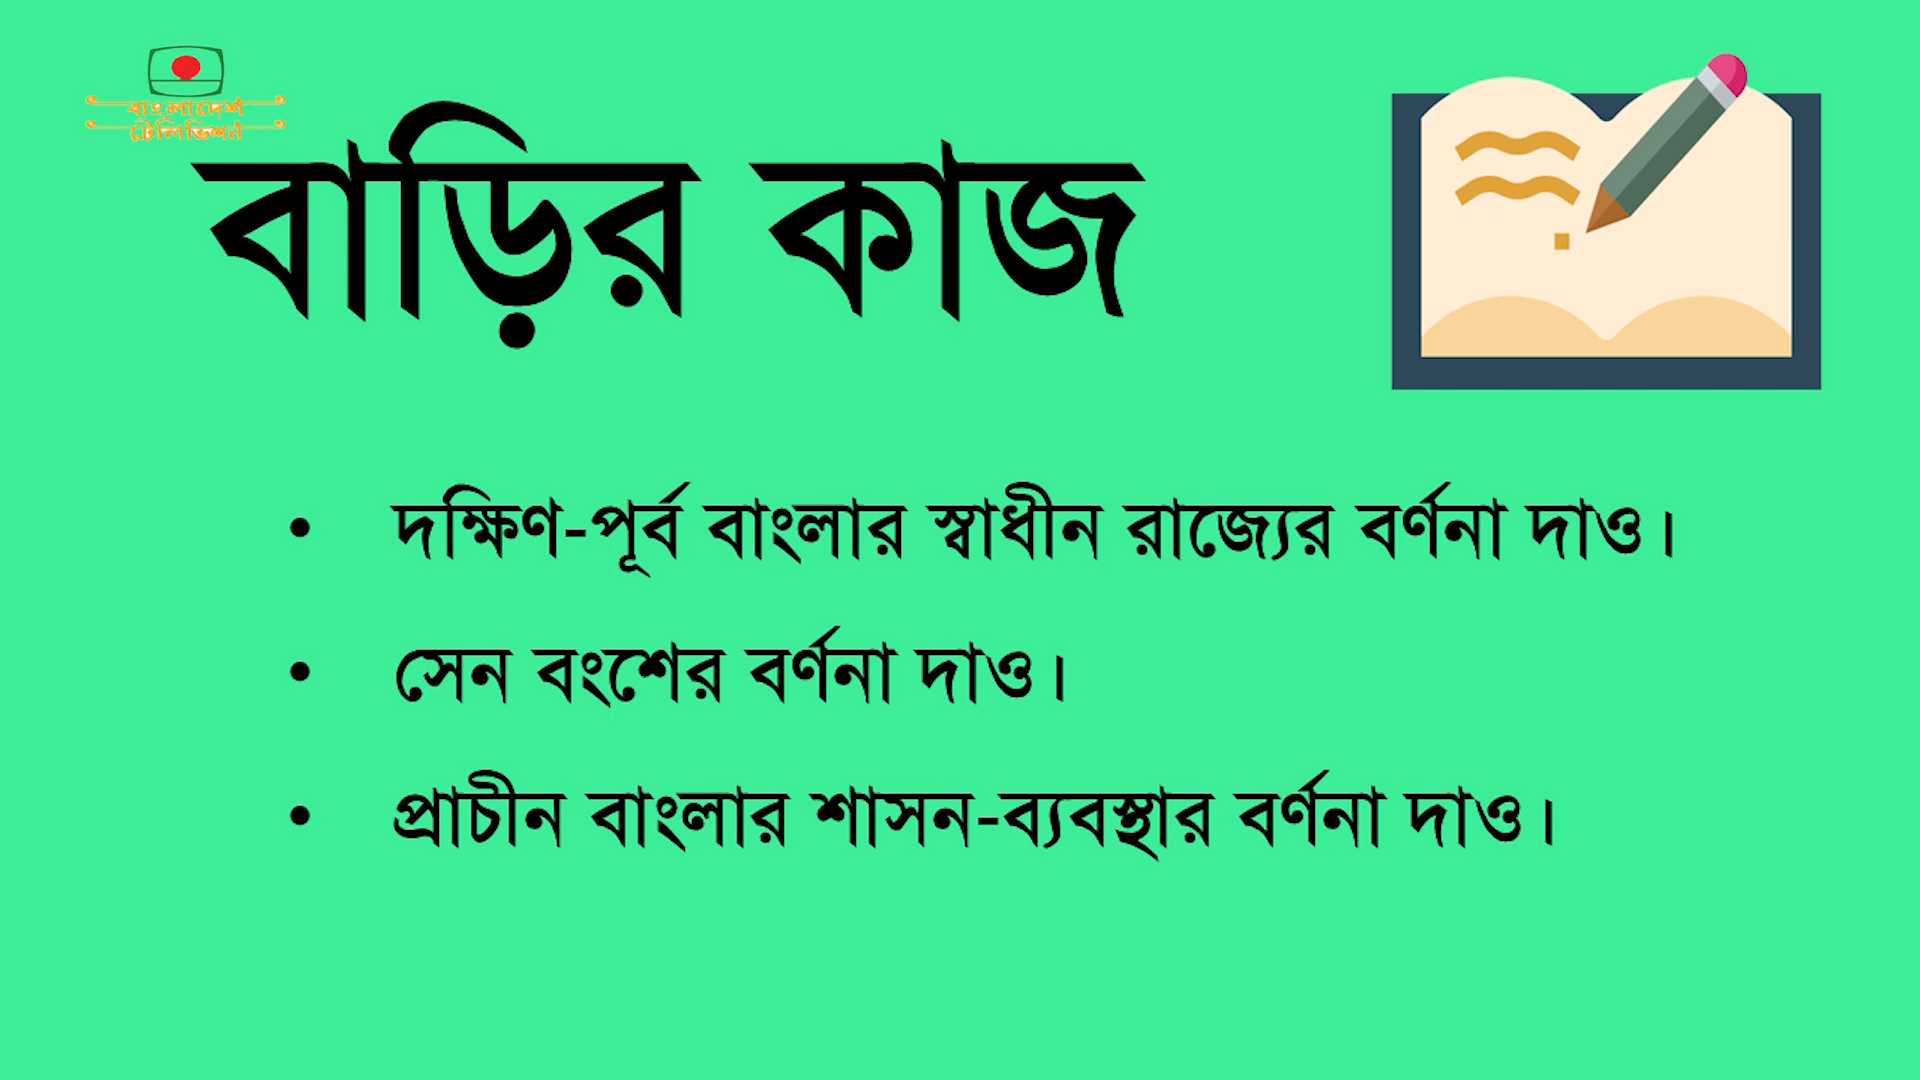 বাংলাদেশ
টেলিভিশন
বাড়ির কাজ
• দক্ষিণ-পূর্ব বাংলার স্বাধীন রাজ্যের বর্ণনা দাও।
• সেন বংশের বর্ণনা দাও।
• প্রাচীন বাংলার শাসন-ব্যবস্থার বর্ণনা দাও।